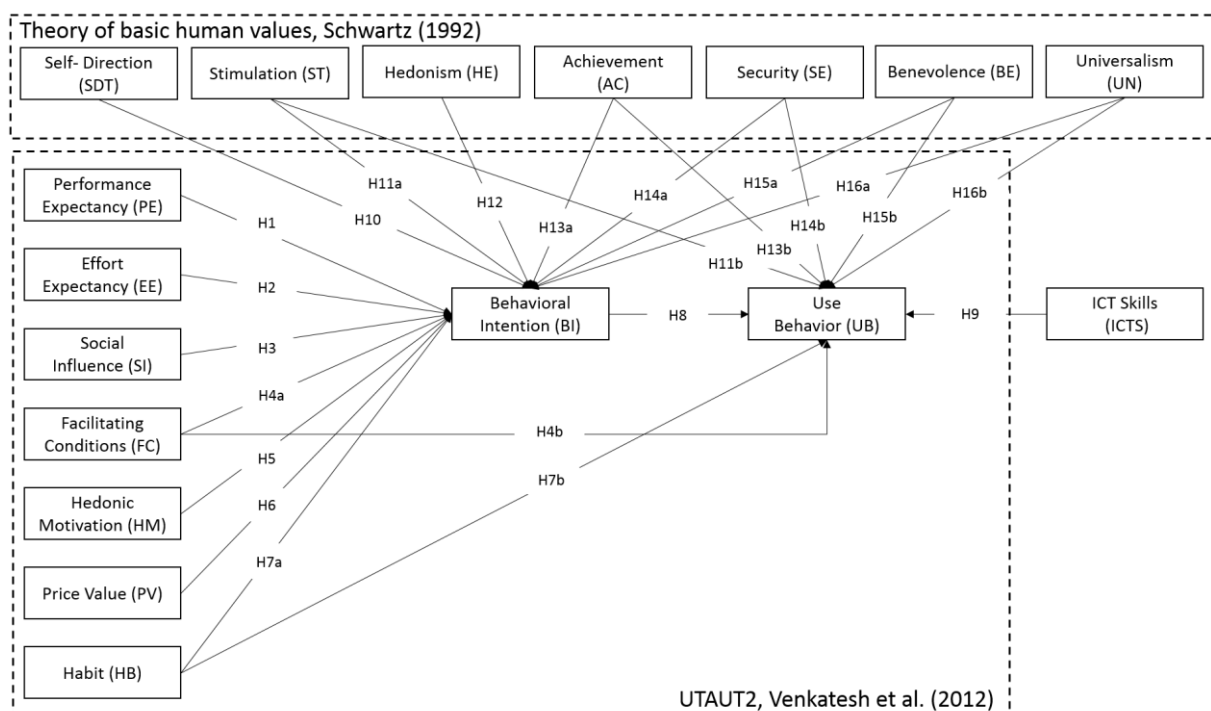 Theory of basic human values, Schwartz (1992)
Self- Direction
(SDT)
Stimulation (ST)
Hedonism (HE)
Achievement
(AC)
Security (SE)
Benevolence (BE)
Universalism
(UN)
Performance
Expectancy (PE)
Effort
Expectancy (EE)
Social
Influence (SI)
Facilitating
Conditions (FC)
Hedonic
Motivation (HM)
Price Value (PV)
Habit (HB)
H1
H2
H3
H4a
H5
H6
H7a
H10
H11a
H12
H13a
H14a
H15a
H16a
H11b
H13b
H14b
H15b
H16b
Behavioral
Intention (BI)
H8
Use
Behavior (UB)
H9
ICT Skills
(ICTS)
H4b
H7b
UTAUT2, Venkatesh et al. (2012)